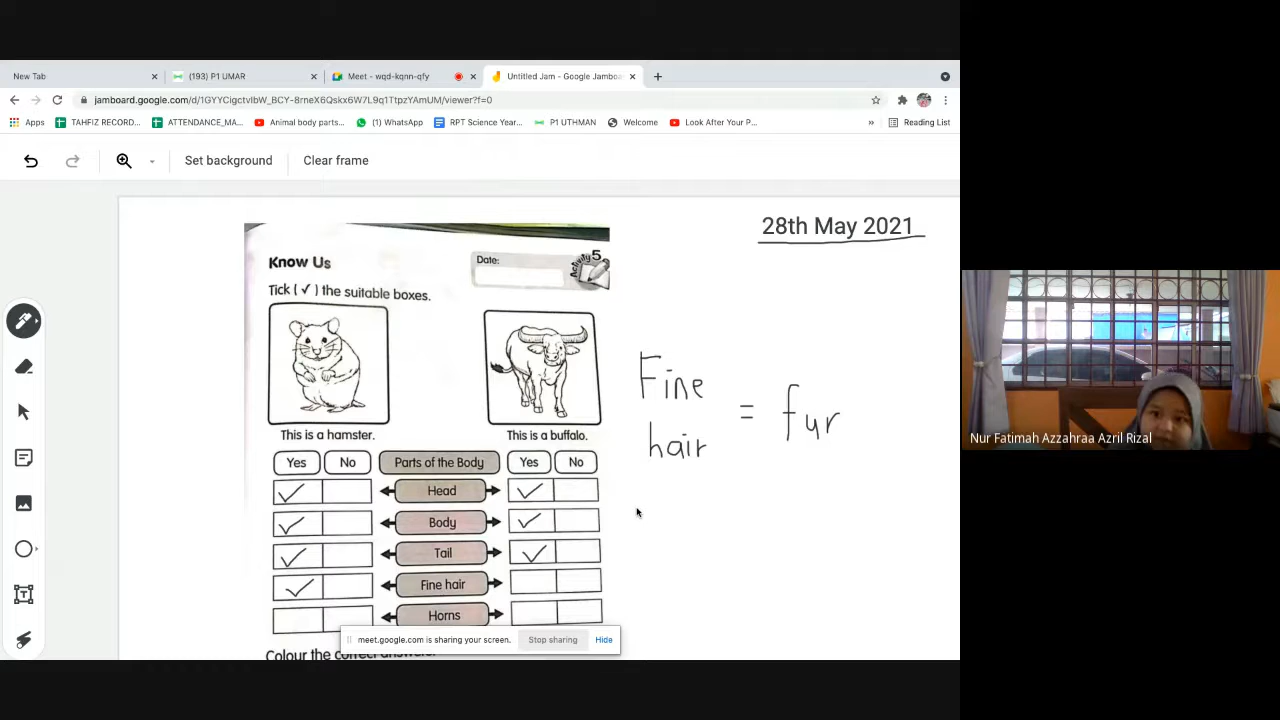 New Tab
(193) P1 UMAR
Meet - wqd-kqnn-qfy
Untitled Jam - Google Jamboa
jamboard.google.com/d/1GYYCigctvIbW_BCY-8rneX6Qskx6W7L9q1TtpzYAmUM/viewer?f=0
Apps
TAHFIZ RECORD...
ATTENDANCE_MA...
Animal body parts...
(1) WhatsApp
RPT Science Year...
P1 UTHMAN
Welcome
Look After Your P...
»
Reading List
Set background
Clear frame
28th May 2021
Know Us
Date:
Activity 5
Tick ( ✓ ) the suitable boxes.
This is a hamster.
This is a buffalo.
Yes No Parts of the Body Yes No
Head
Body
Tail
Fine hair
Horns
Fine
hair
= fur
meet.google.com is sharing your screen.
Stop sharing
Hide
Colour the correct answers.
Nur Fatimah Azzahraa Azril Rizal